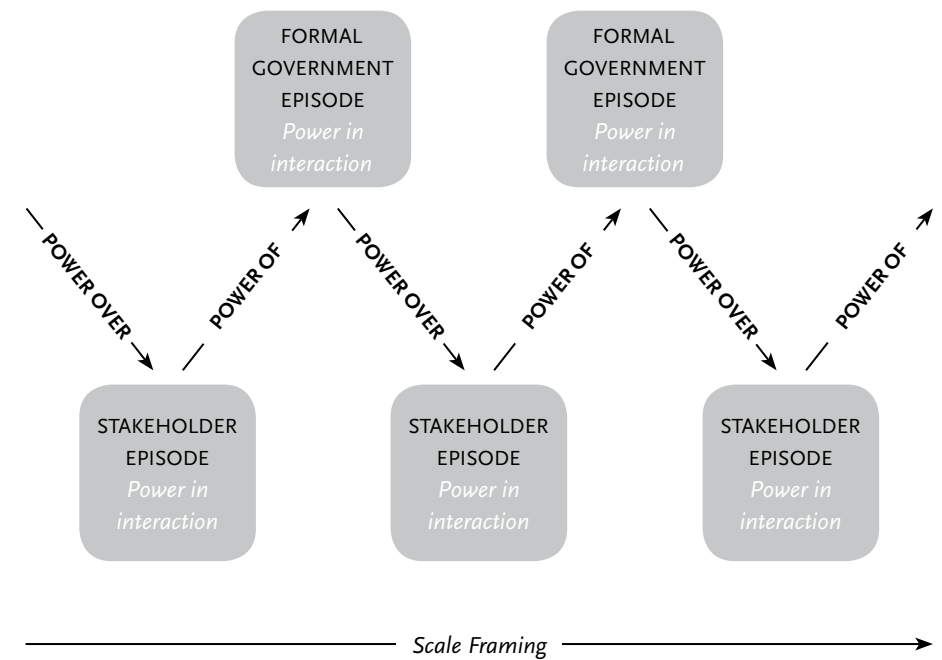 FORMAL
GOVERNMENT
EPISODE
Power in
interaction
FORMAL
GOVERNMENT
EPISODE
Power in
interaction
POWER OVER
POWER OF
POWER OVER
POWER OF
POWER OVER
POWER OF
STAKEHOLDER
EPISODE
Power in
interaction
STAKEHOLDER
EPISODE
Power in
interaction
STAKEHOLDER
EPISODE
Power in
interaction
Scale Framing